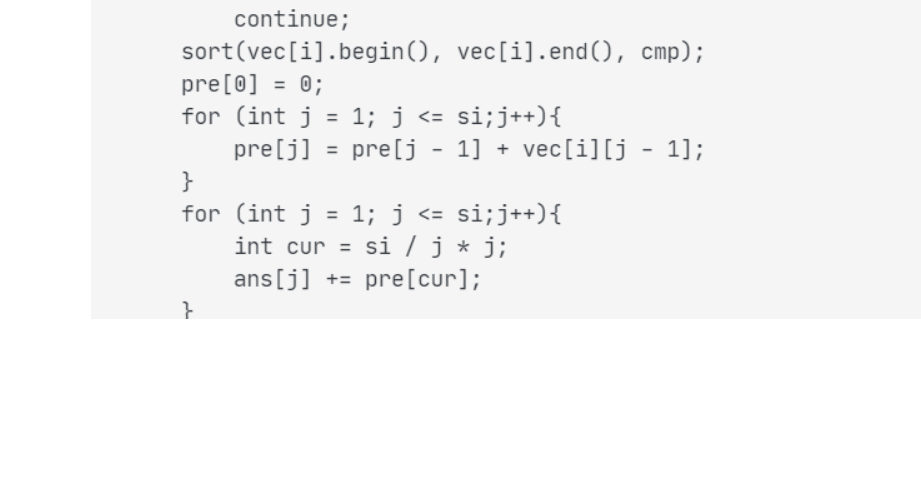 continue;
sort(vec[i].begin(), vec[i].end(), cmp);
pre[0] = 0;
for (int j = 1; j <= si;j++){
pre[j] = pre[j - 1] + vec[i][j - 1];
}
for (int j = 1; j <= si;j++){
int cur = si / j * j;
ans[j] += pre[cur];
}